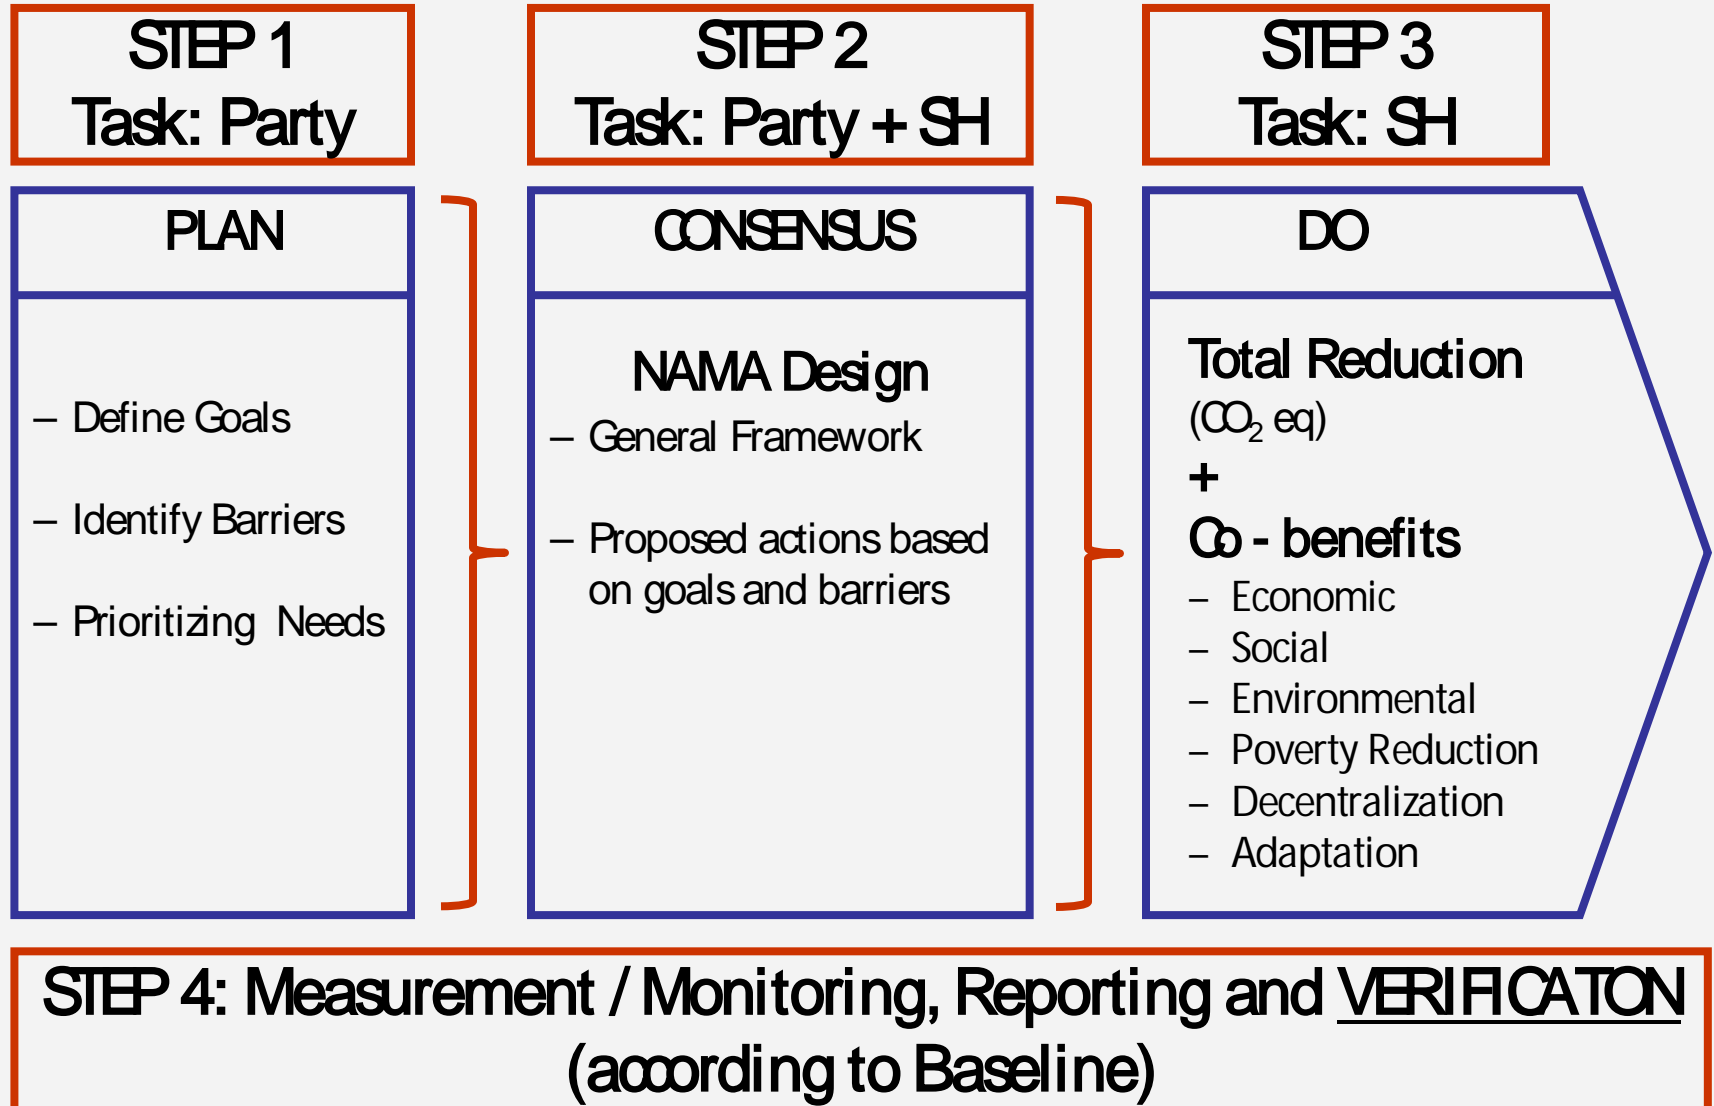 STEP 1
Task: Party
STEP 2
Task: Party + SH
STEP 3
Task: SH
PLAN
– Define Goals
– Identify Barriers
– Prioritizing Needs
CONSENSUS
NAMA Design
– General Framework
– Proposed actions based
on goals and barriers
DO
Total Reduction
(CO₂ eq)
+
Co - benefits
– Economic
– Social
– Environmental
– Poverty Reduction
– Decentralization
– Adaptation
STEP 4: Measurement / Monitoring, Reporting and VERIFICATON
(according to Baseline)